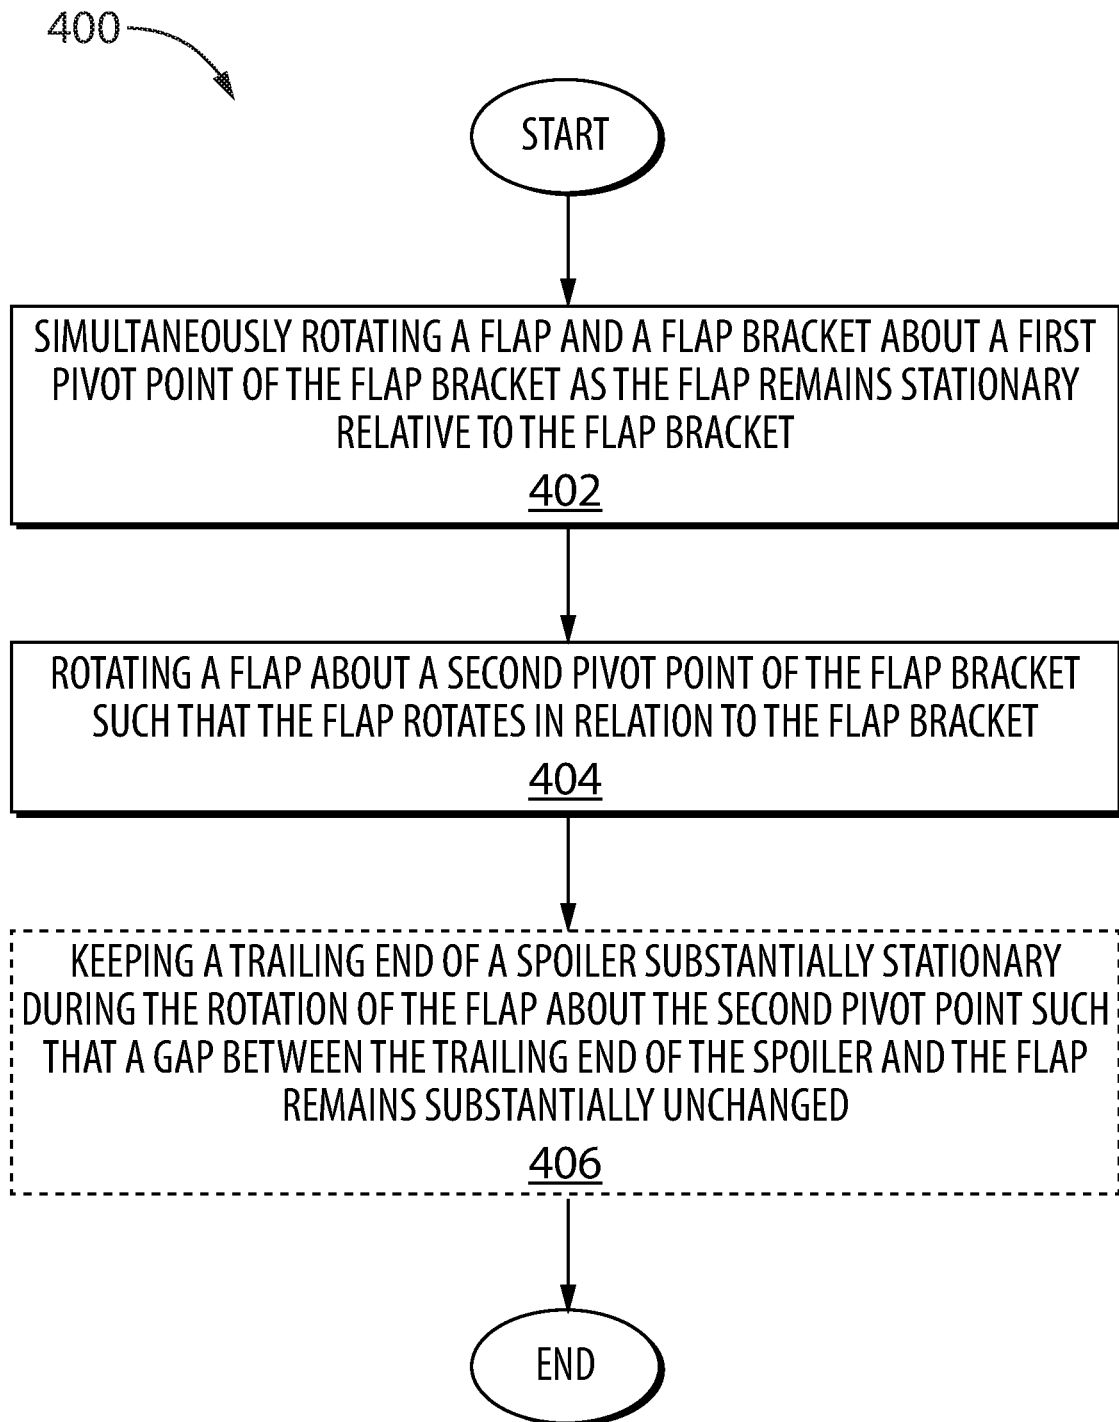 400
START
SIMULTANEOUSLY ROTATING A FLAP AND A FLAP BRACKET ABOUT A FIRST
PIVOT POINT OF THE FLAP BRACKET AS THE FLAP REMAINS STATIONARY
RELATIVE TO THE FLAP BRACKET
402
ROTATING A FLAP ABOUT A SECOND PIVOT POINT OF THE FLAP BRACKET
SUCH THAT THE FLAP ROTATES IN RELATION TO THE FLAP BRACKET
404
KEEPING A TRAILING END OF A SPOILER SUBSTANTIALLY STATIONARY
DURING THE ROTATION OF THE FLAP ABOUT THE SECOND PIVOT POINT SUCH
THAT A GAP BETWEEN THE TRAILING END OF THE SPOILER AND THE FLAP
REMAINS SUBSTANTIALLY UNCHANGED
406
END